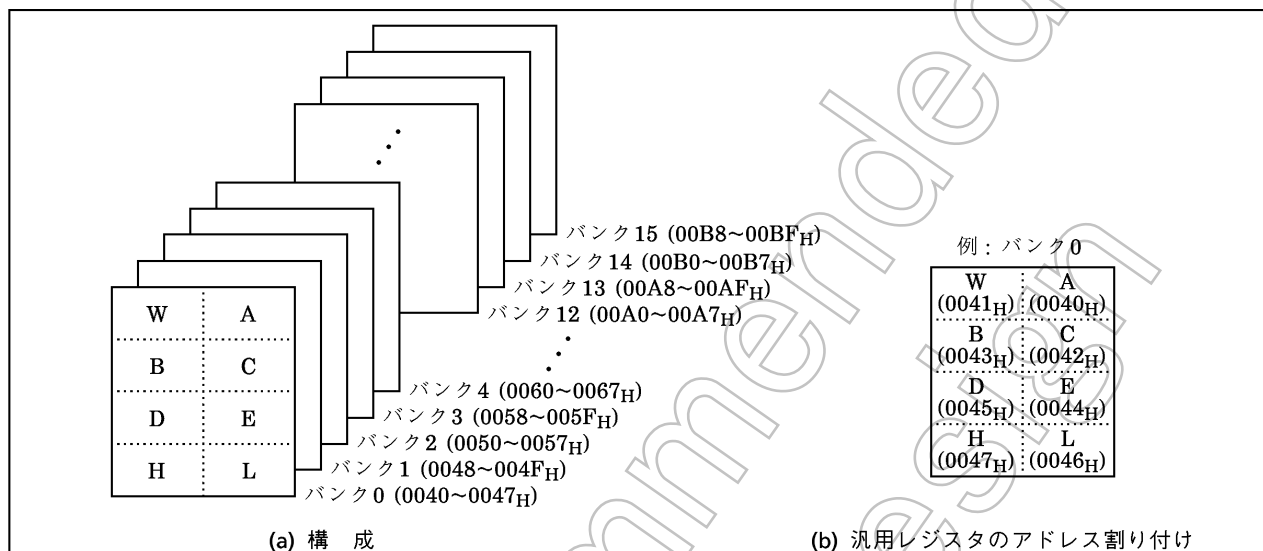 バンク15 (00B8~00BFH)
バンク14 (00B0~00B7H)
バンク13 (00A8~00AFH)
バンク12 (00A0~00A7H)
バンク4 (0060~0067H)
バンク3 (0058~005FH)
バンク2 (0050~0057H)
バンク1 (0048~004FH)
バンク0 (0040~0047H)
W A
B C
D E
H L
(a) 構 成
例：バンク0
W A
(0041H) (0040H)
B C
(0043H) (0042H)
D E
(0045H) (0044H)
H L
(0047H) (0046H)
(b) 汎用レジスタのアドレス割り付け